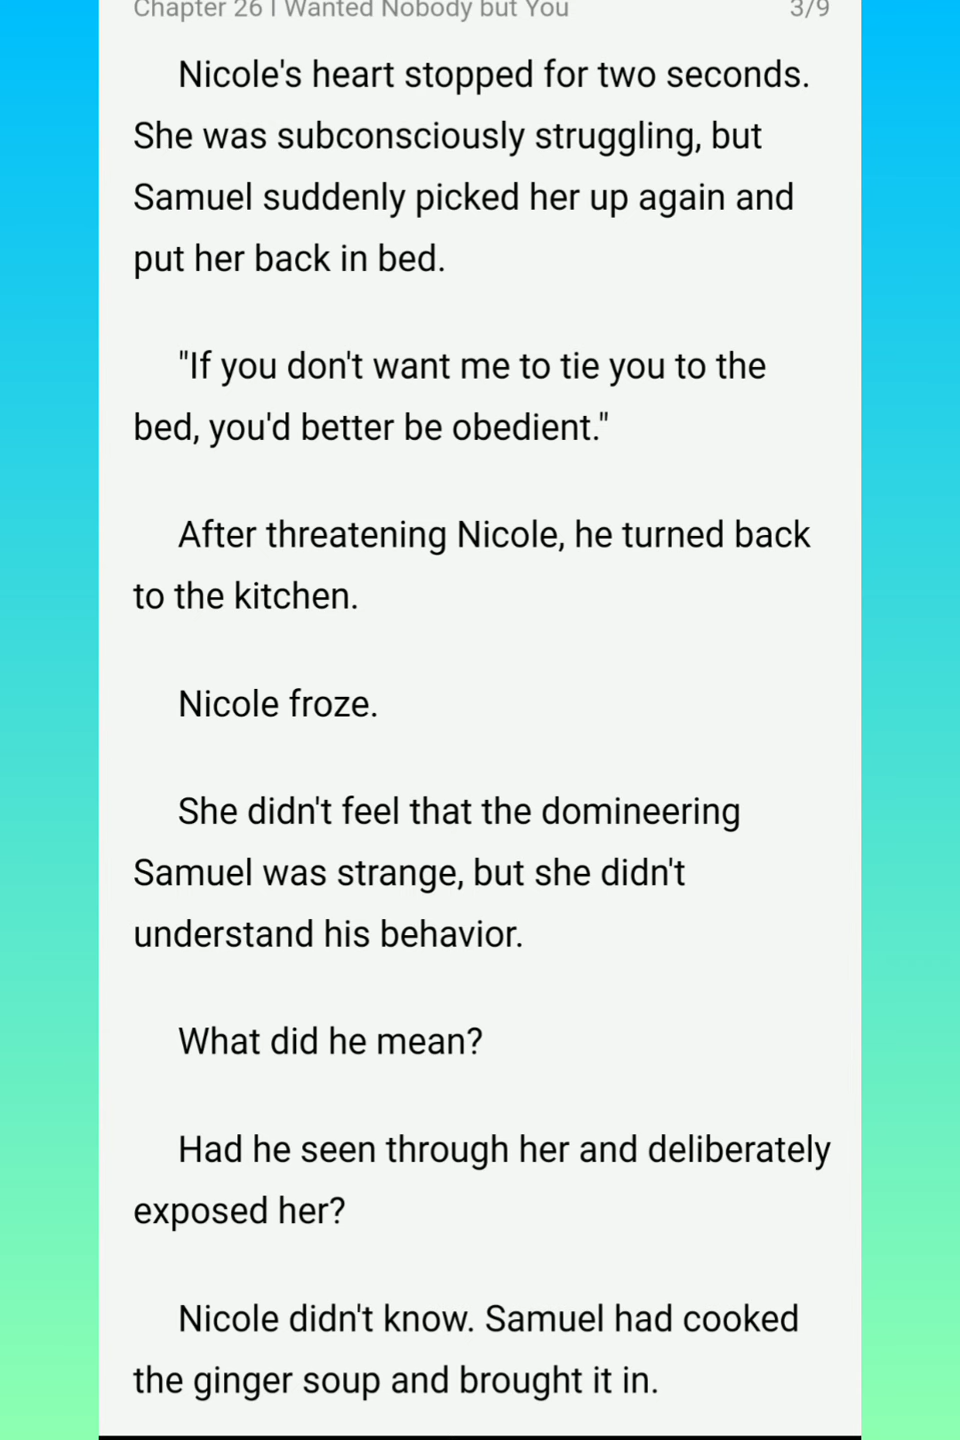 Chapter 26 I Wanted Nobody but You
3/9
Nicole's heart stopped for two seconds.
She was subconsciously struggling, but
Samuel suddenly picked her up again and
put her back in bed.
"If you don't want me to tie you to the
bed, you'd better be obedient."
After threatening Nicole, he turned back
to the kitchen.
Nicole froze.
She didn't feel that the domineering
Samuel was strange, but she didn't
understand his behavior.
What did he mean?
Had he seen through her and deliberately
exposed her?
Nicole didn't know. Samuel had cooked
the ginger soup and brought it in.